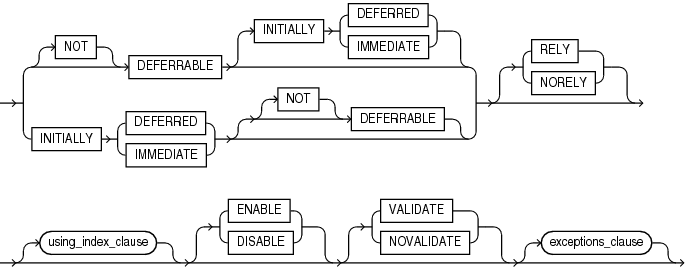 DEFERRED
INITIALLY
NOT
IMMEDIATE
RELY
DEFERRABLE
NORELY
NOT
DEFERRED
DEFERRABLE
INITIALLY
IMMEDIATE
ENABLE
VALIDATE
using_index_clause
DISABLE
NOVALIDATE
exceptions_clause